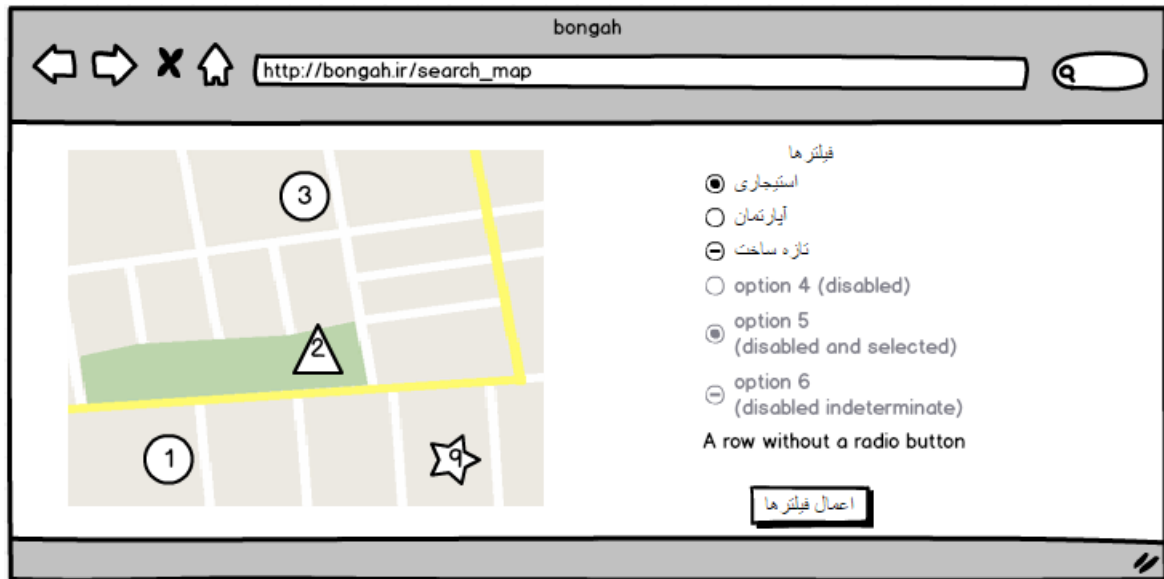 bongah
http://bongah.ir/search_map
فیلترها
استیجاری
آپارتمان
تازه ساخت
option 4 (disabled)
option 5
(disabled and selected)
option 6
(disabled indeterminate)
A row without a radio button
اعمال فیلترها
3
2
1
9